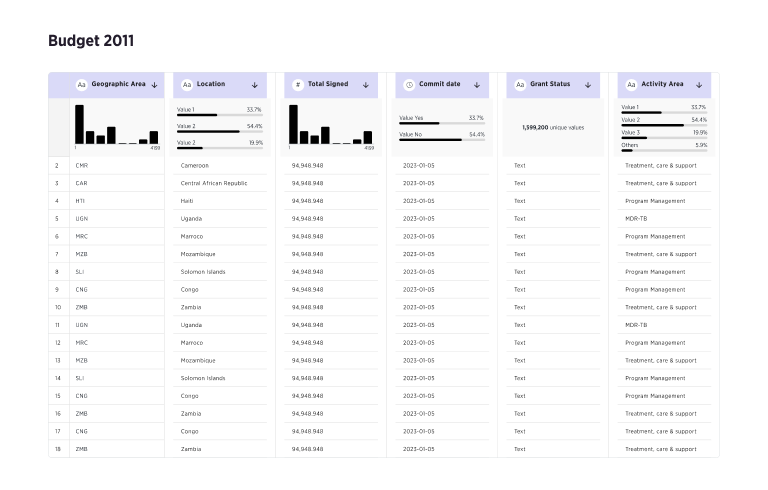 Budget 2011
Aa Geographic Area Aa Location # Total Signed Commit date Aa Grant Status Aa Activity Area
1 4199
Value 1 33.7%
Value 2 54.4%
Value 2 19.9%
1 4199
Value Yes 33.7%
Value No 54.4%
1,599,200 unique values
Value 1 33.7%
Value 2 54.4%
Value 3 19.9%
Others 5.9%
2 CMR Cameroon 94,948.948 2023-01-05 Text Treatment, care & support
3 CAR Central African Republic 94,948.948 2023-01-05 Text Treatment, care & support
4 HTI Haiti 94,948.948 2023-01-05 Text Program Management
5 UGN Uganda 94,948.948 2023-01-05 Text MDR-TB
6 MRC Marroco 94,948.948 2023-01-05 Text Program Management
7 MZB Mozambique 94,948.948 2023-01-05 Text Treatment, care & support
8 SLI Solomon Islands 94,948.948 2023-01-05 Text Program Management
9 CNG Congo 94,948.948 2023-01-05 Text Program Management
10 ZMB Zambia 94,948.948 2023-01-05 Text Treatment, care & support
11 UGN Uganda 94,948.948 2023-01-05 Text MDR-TB
12 MRC Marroco 94,948.948 2023-01-05 Text Program Management
13 MZB Mozambique 94,948.948 2023-01-05 Text Treatment, care & support
14 SLI Solomon Islands 94,948.948 2023-01-05 Text Program Management
15 CNG Congo 94,948.948 2023-01-05 Text Program Management
16 ZMB Zambia 94,948.948 2023-01-05 Text Treatment, care & support
17 CNG Congo 94,948.948 2023-01-05 Text Treatment, care & support
18 ZMB Zambia 94,948.948 2023-01-05 Text Treatment, care & support